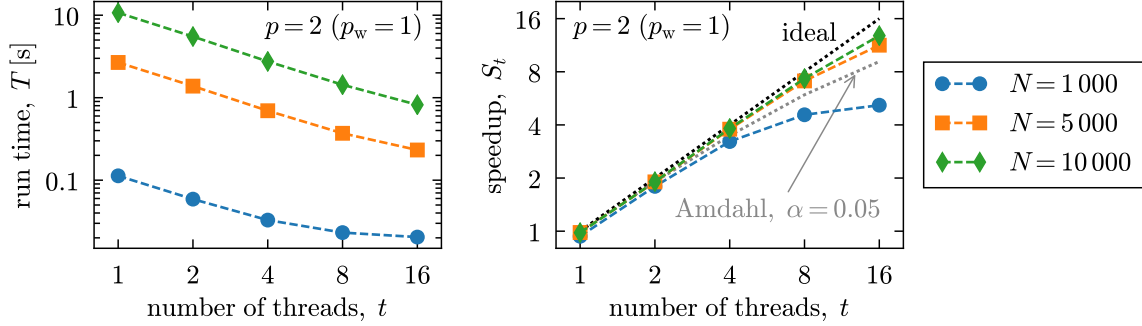 p = 2 (p_w = 1)
10
1
0.1
run time, T [s]
1 2 4 8 16
number of threads, t
p = 2 (p_w = 1)
ideal
16
8
4
2
1
speedup, S_t
Amdahl, α = 0.05
1 2 4 8 16
number of threads, t
N = 1 000
N = 5 000
N = 10 000